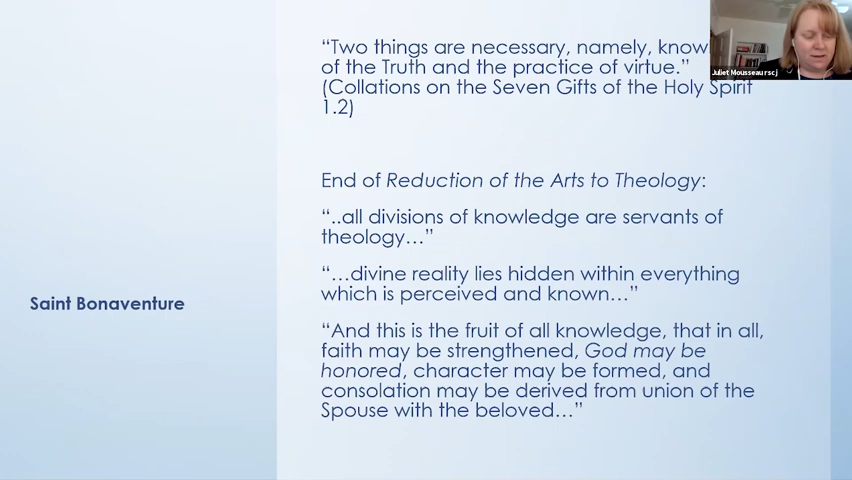 “Two things are necessary, namely, know
of the Truth and the practice of virtue.”
(Collations on the Seven Gifts of the Holy Spirit
1.2)
Juliet Mousseau rscj
End of Reduction of the Arts to Theology:
“..all divisions of knowledge are servants of
theology…”
“…divine reality lies hidden within everything
which is perceived and known…”
Saint Bonaventure
“And this is the fruit of all knowledge, that in all,
faith may be strengthened, God may be
honored, character may be formed, and
consolation may be derived from union of the
Spouse with the beloved…”